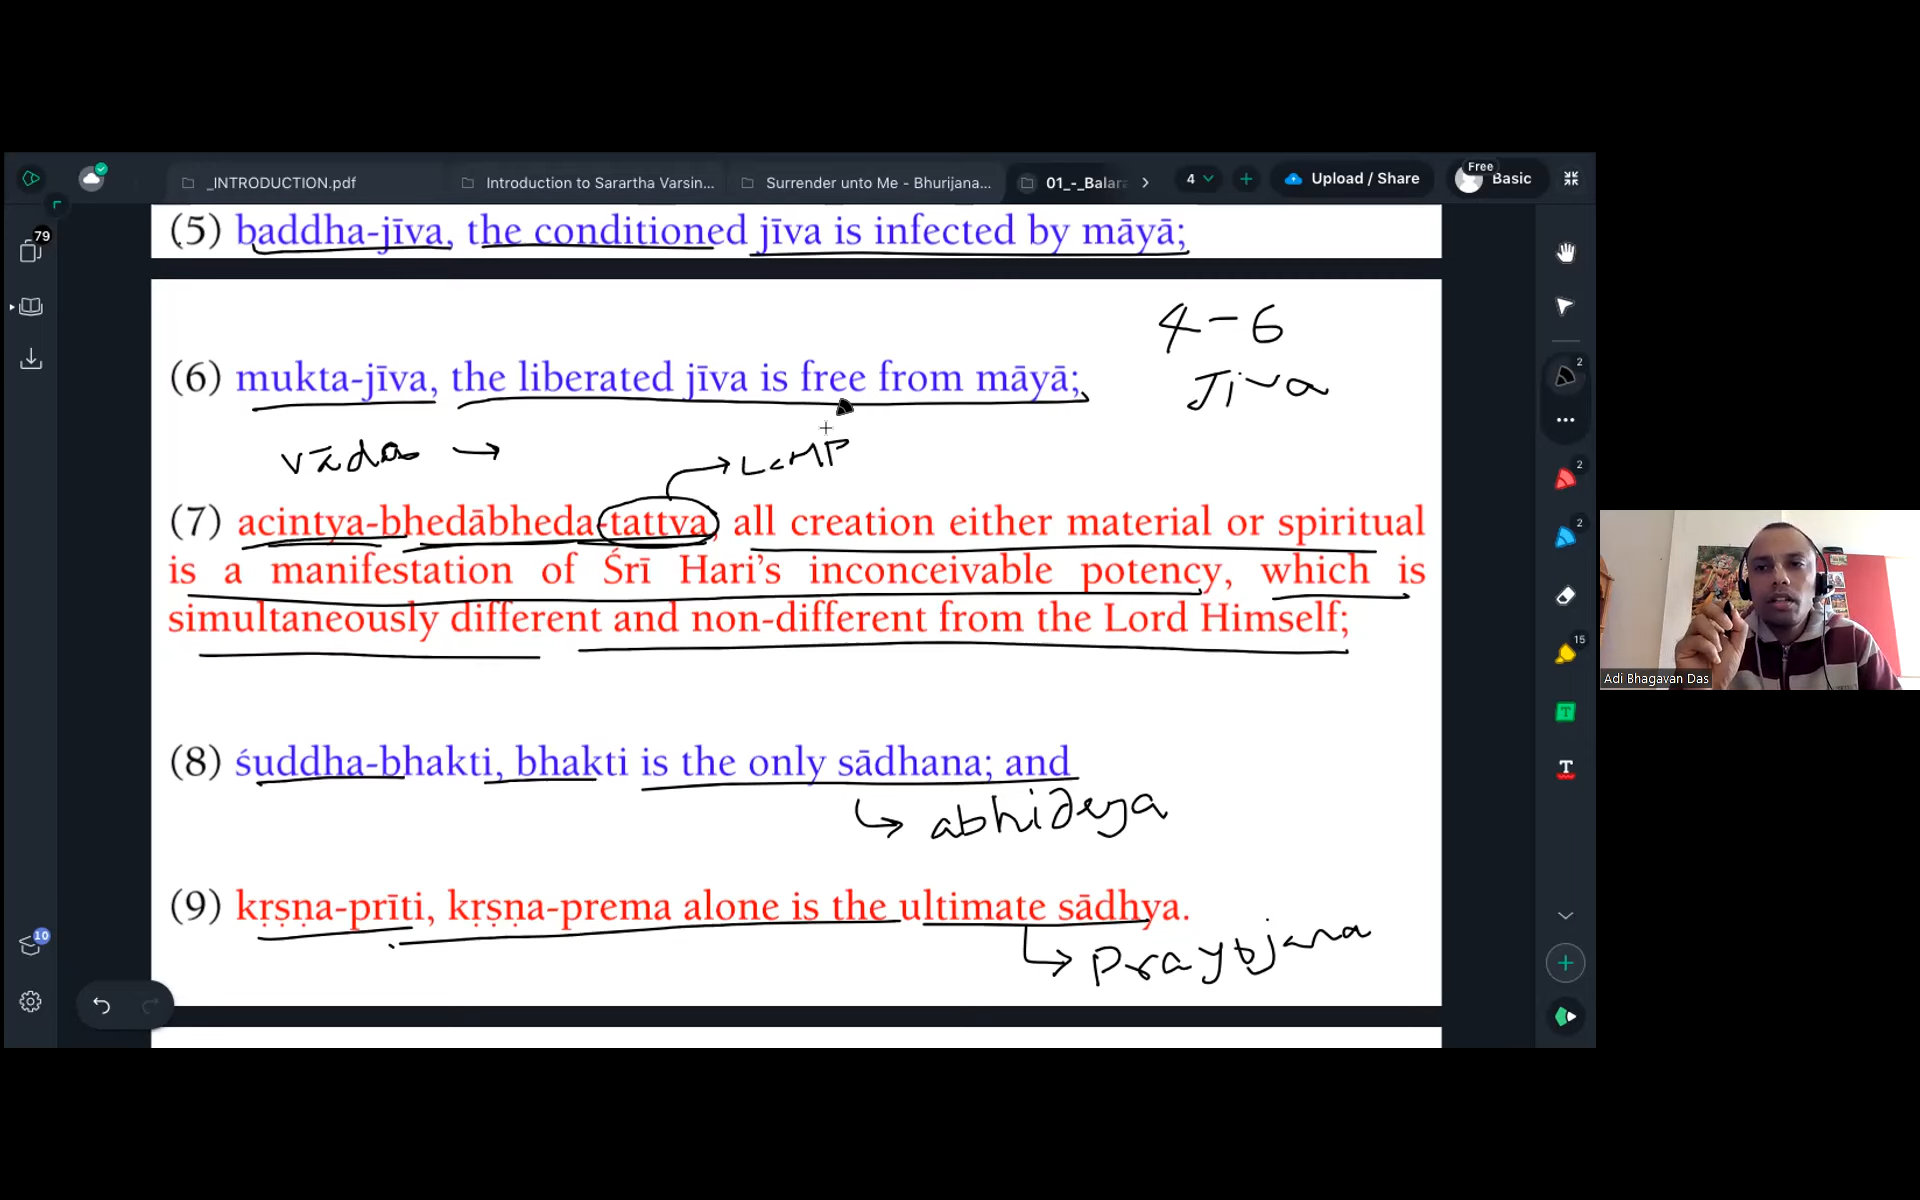 _INTRODUCTION.pdf
Introduction to Sarartha Varsin...
Surrender unto Me - Bhurijana...
01_-_Balara
4
Upload / Share
Free
Basic
79
(5) baddha-jīva, the conditioned jīva is infected by māyā;
4-6
Jiva
(6) mukta-jīva, the liberated jīva is free from māyā;
vāda →
→ LCMP
(7) acintya-bhedābheda-tattva, all creation either material or spiritual
is a manifestation of Śrī Hari's inconceivable potency, which is
simultaneously different and non-different from the Lord Himself;
(8) śuddha-bhakti, bhakti is the only sādhana; and
abhideya
(9) kṛṣṇa-prīti, kṛṣṇa-prema alone is the ultimate sādhya.
Prayojana
2
2
2
15
T
T
10
Adi Bhagavan Das